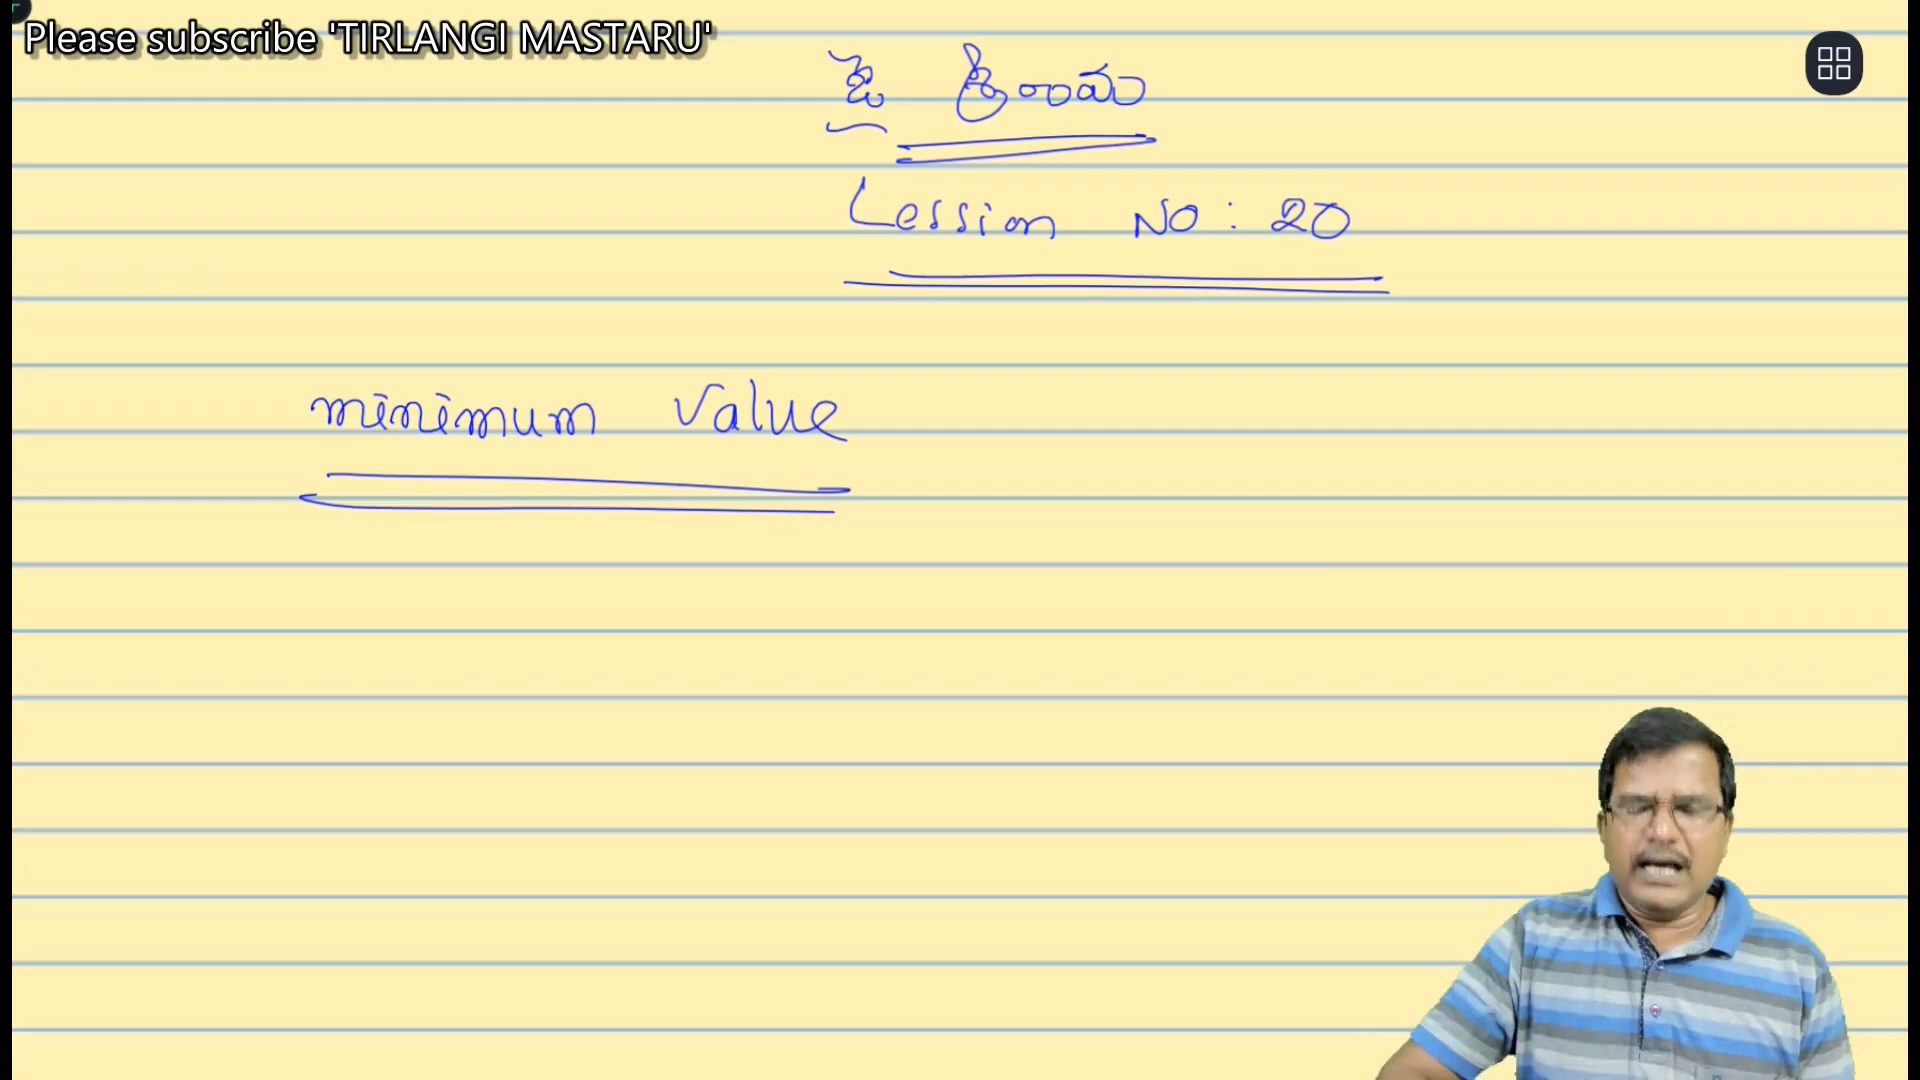 Please subscribe 'TIRLANGI MASTARU'
జై శ్రీరామ
Lession NO: 20
minimum value